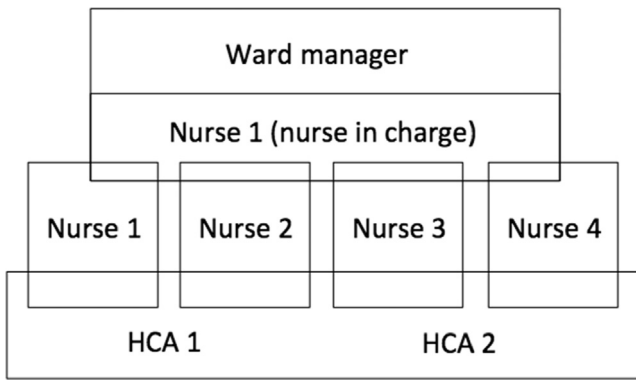 Ward manager
Nurse 1 (nurse in charge)
Nurse 1
Nurse 2
Nurse 3
Nurse 4
HCA 1
HCA 2